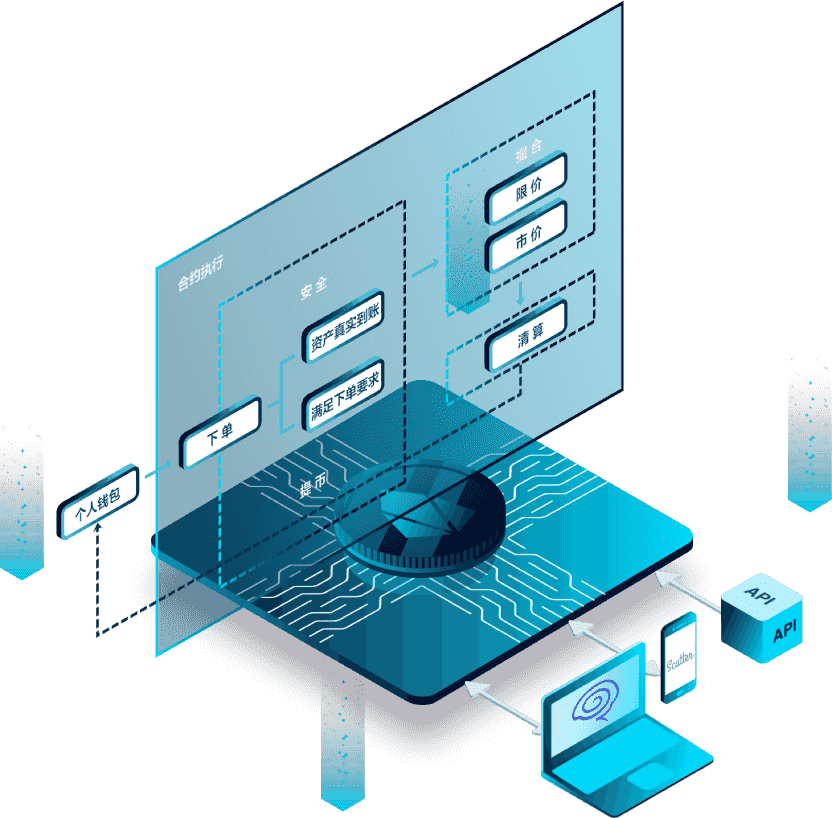 合约执行
撮合
限价
市价
安全
资产真实到账
满足下单要求
清算
下单
个人钱包
提币
API
API
Scatter